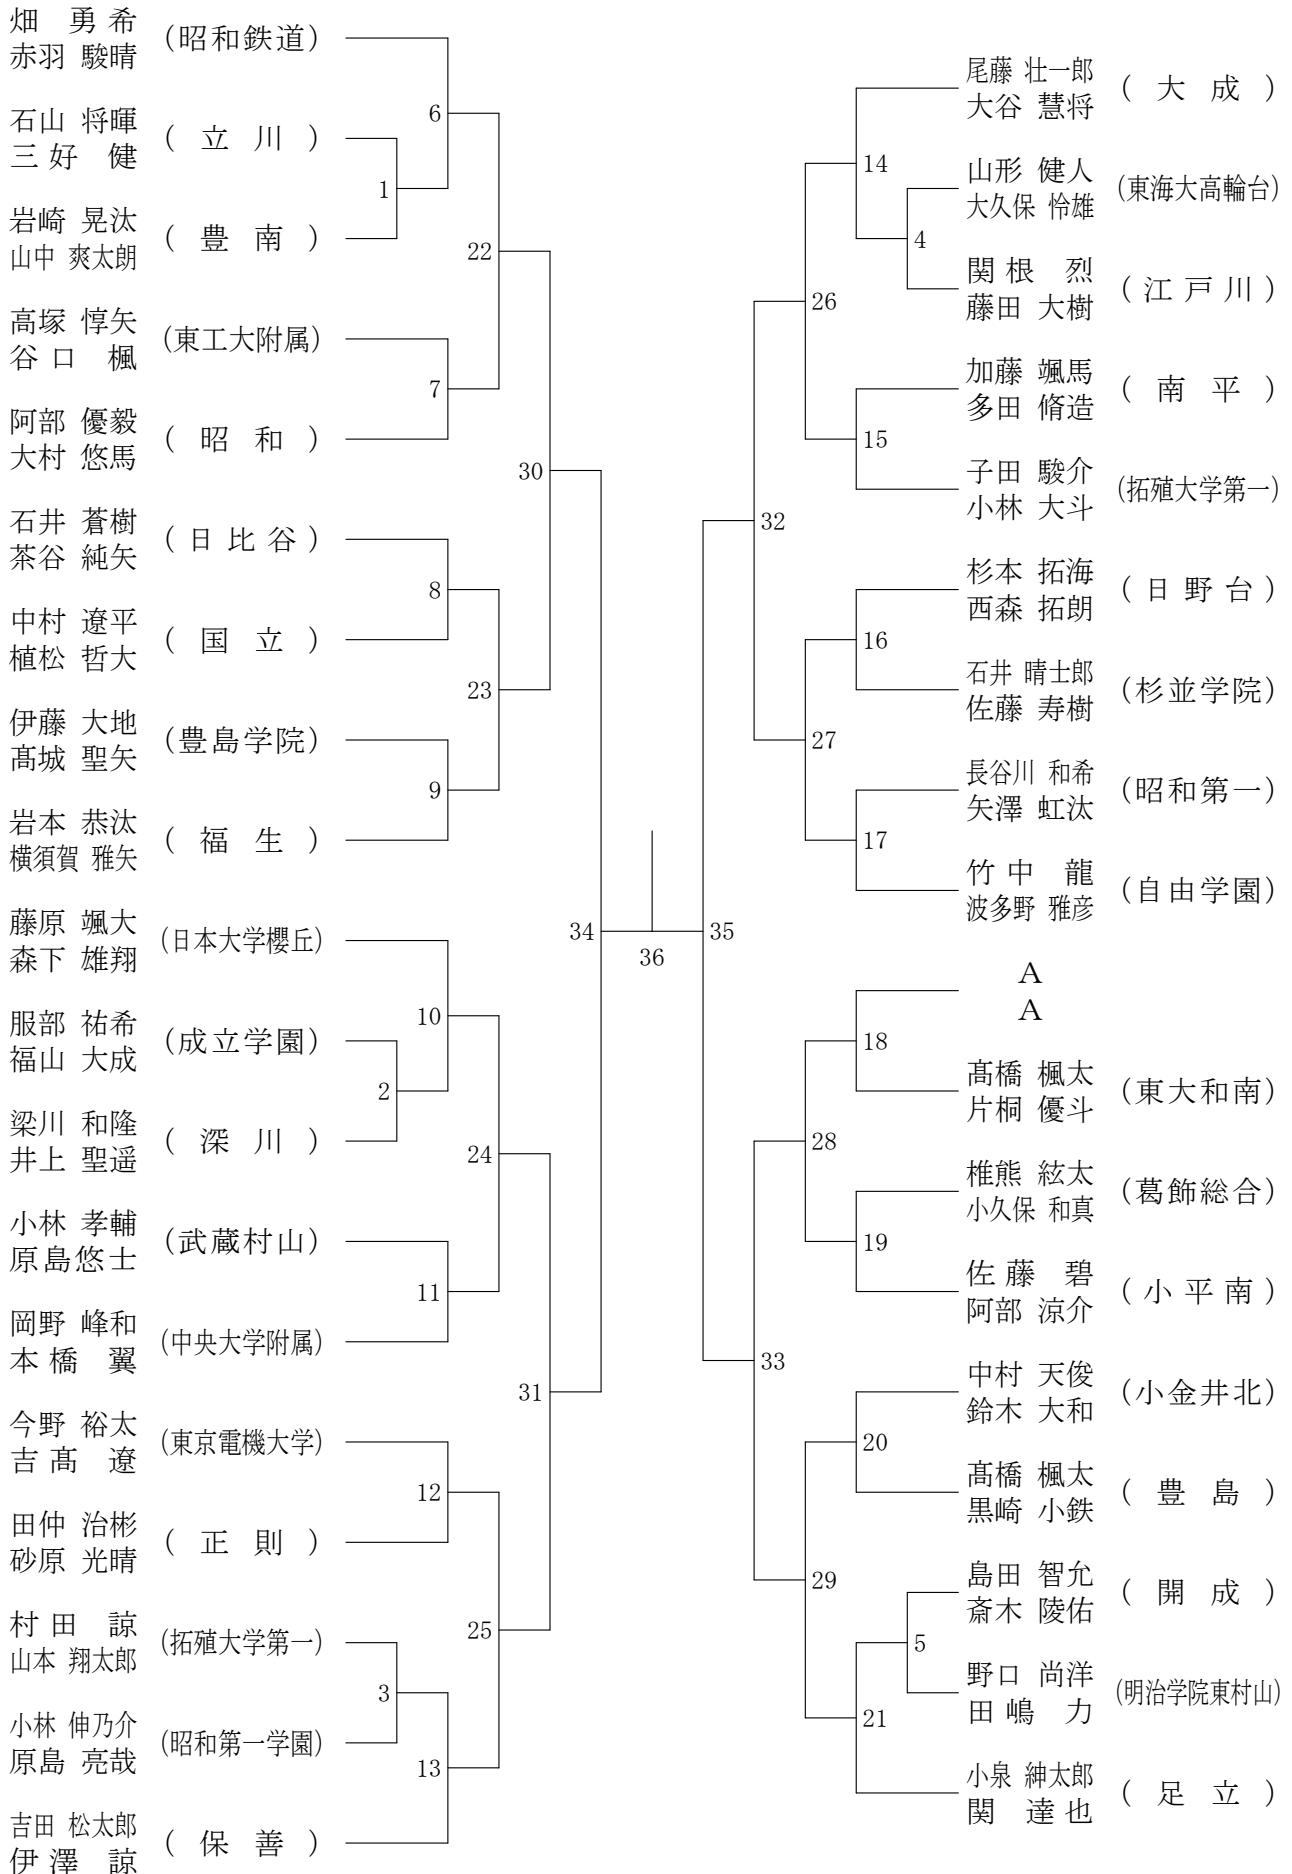 畑 勇希
赤羽 駿晴
(昭和鉄道)
石山 将暉
三好 健
(立川)
岩崎 晃汰
山中 爽太朗
(豊南)
高塚 惇矢
谷口 楓
(東工大附属)
阿部 優毅
大村 悠馬
(昭和)
石井 蒼樹
茶谷 純矢
(日比谷)
中村 遼平
植松 哲大
(国立)
伊藤 大地
髙城 聖矢
(豊島学院)
岩本 恭汰
横須賀 雅矢
(福生)
藤原 颯大
森下 雄翔
(日本大学櫻丘)
服部 祐希
福山 大成
(成立学園)
梁川 和隆
井上 聖遥
(深川)
小林 孝輔
原島悠士
(武蔵村山)
岡野 峰和
本橋 翼
(中央大学附属)
今野 裕太
吉髙 遼
(東京電機大学)
田仲 治彬
砂原 光晴
(正則)
村田 諒
山本 翔太郎
(拓殖大学第一)
小林 伸乃介
原島 亮哉
(昭和第一学園)
吉田 松太郎
伊澤 諒
(保善)
1
2
3
6
7
8
9
10
11
12
13
22
23
24
25
30
31
34
36
35
32
33
26
27
28
29
14
15
16
17
18
19
20
21
4
5
尾藤 壮一郎
大谷 慧将
(大成)
山形 健人
大久保 怜雄
(東海大高輪台)
関根 烈
藤田 大樹
(江戸川)
加藤 颯馬
多田 脩造
(南平)
子田 駿介
小林 大斗
(拓殖大学第一)
杉本 拓海
西森 拓朗
(日野台)
石井 晴士郎
佐藤 寿樹
(杉並学院)
長谷川 和希
矢澤 虹汰
(昭和第一)
竹中 龍
波多野 雅彦
(自由学園)
A
A
髙橋 楓太
片桐 優斗
(東大和南)
椎熊 紘太
小久保 和真
(葛飾総合)
佐藤 碧
阿部 涼介
(小平南)
中村 天俊
鈴木 大和
(小金井北)
髙橋 楓太
黒崎 小鉄
(豊島)
島田 智允
斎木 陵佑
(開成)
野口 尚洋
田嶋 力
(明治学院東村山)
小泉 紳太郎
関 達也
(足立)